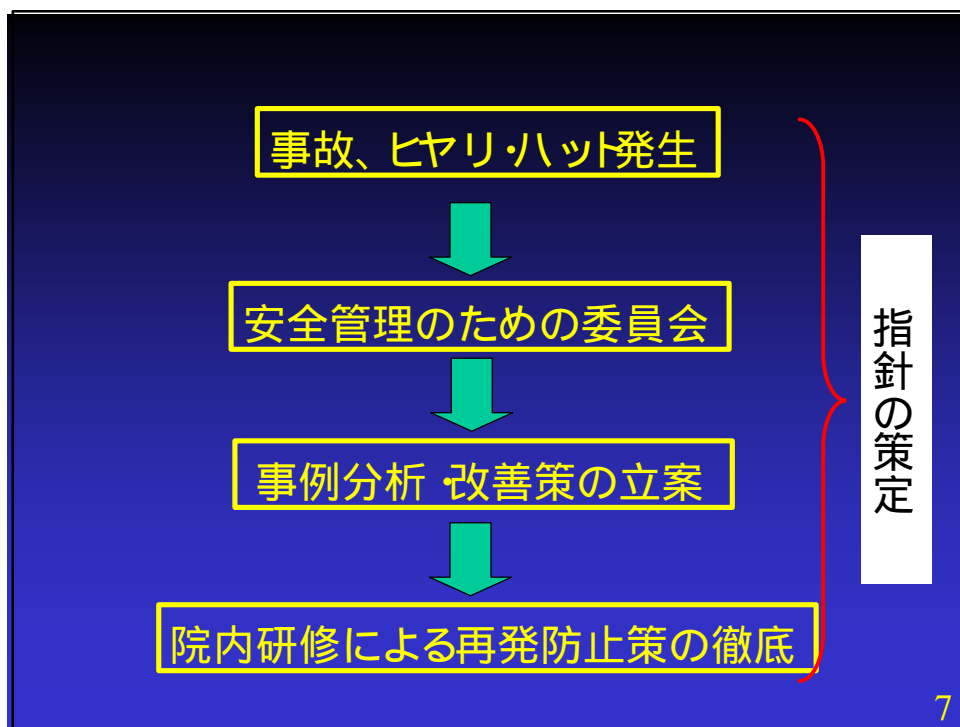 事故、ヒヤリ・ハット発生
安全管理のための委員会
事例分析・改善策の立案
院内研修による再発防止策の徹底
指針の策定
7